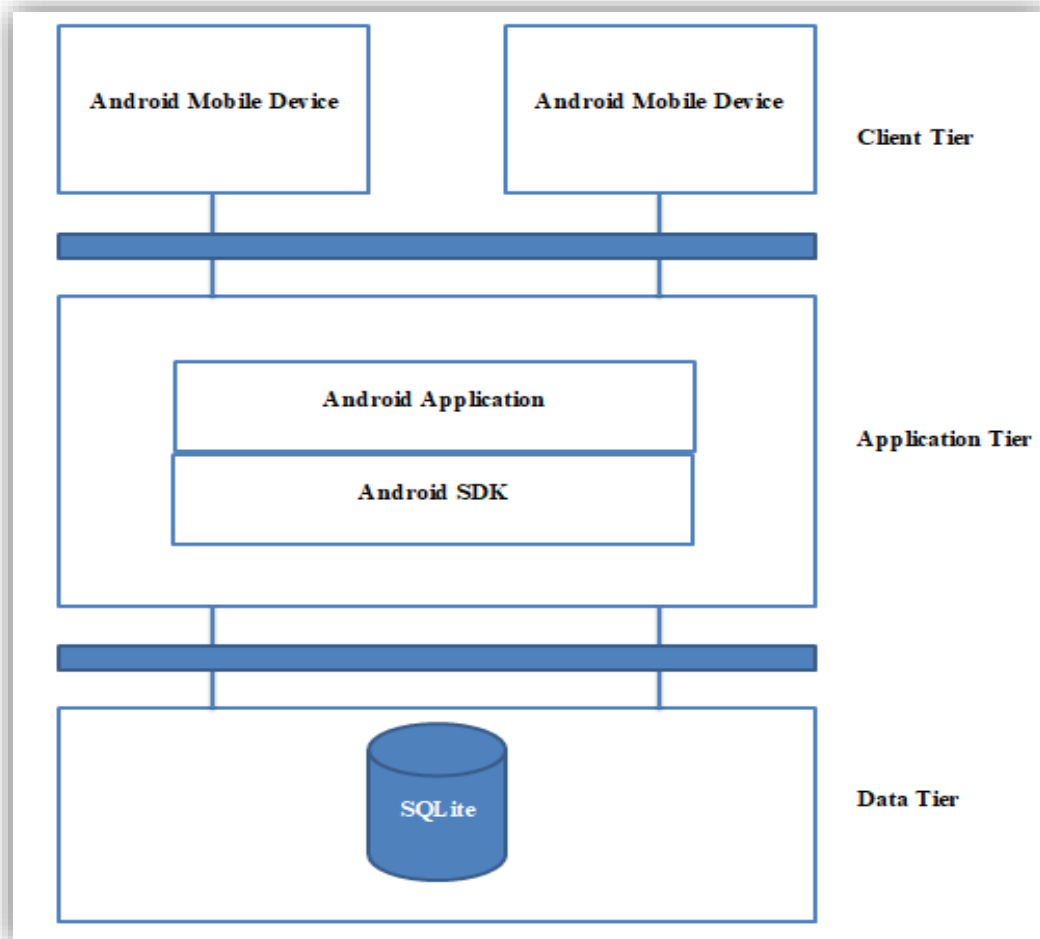 Android Mobile Device
Android Mobile Device
Client Tier
Android Application
Application Tier
Android SDK
SQLite
Data Tier